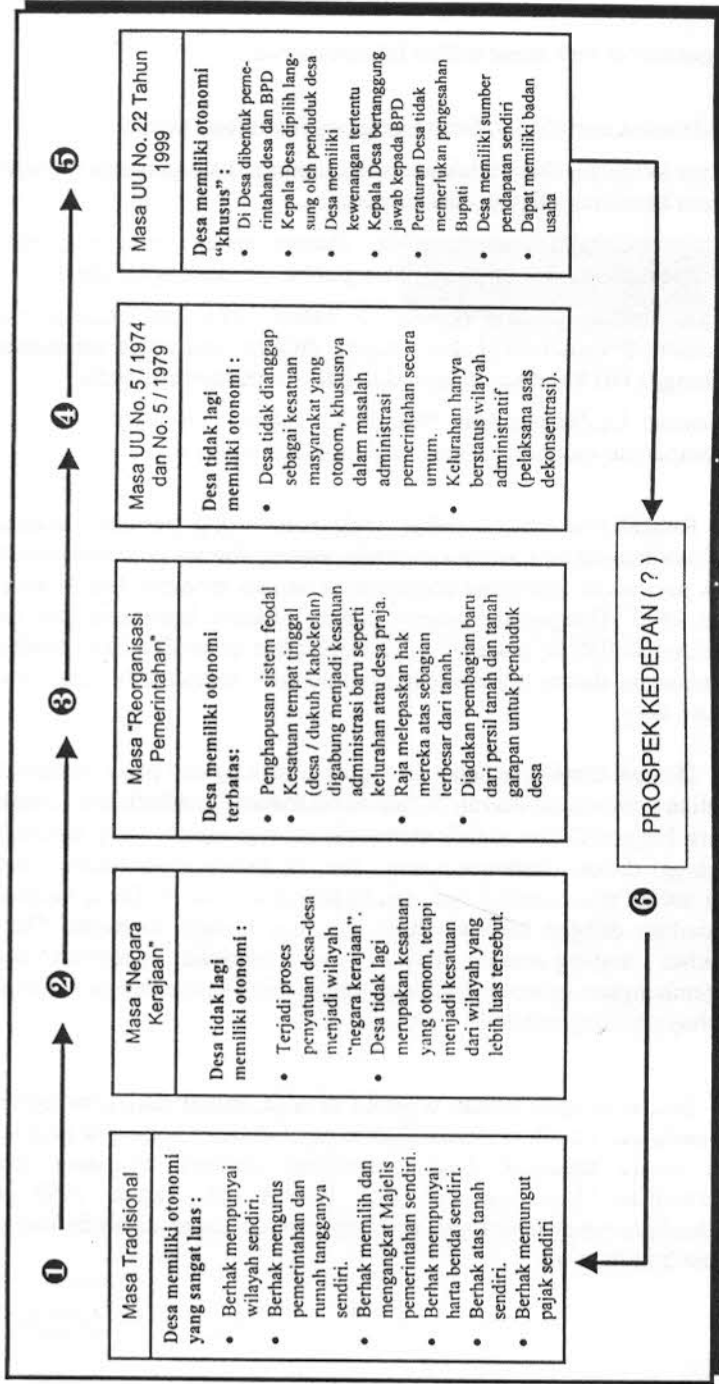 ❶
❷
❸
❹
❺
Masa Tradisional
Desa memiliki otonomi
yang sangat luas :
• Berhak mempunyai
wilayah sendiri.
• Berhak mengurus
pemerintahan dan
rumah tangganya
sendiri.
• Berhak memilih dan
mengangkat Majelis
pemerintahan sendiri.
• Berhak mempunyai
harta benda sendiri.
• Berhak atas tanah
sendiri.
• Berhak memungut
pajak sendiri
Masa "Negara
Kerajaan"
Desa tidak lagi
memiliki otonomi :
• Terjadi proses
penyatuan desa-desa
menjadi wilayah
"negara kerajaan".
• Desa tidak lagi
merupakan kesatuan
yang otonom, tetapi
menjadi kesatuan
dari wilayah yang
lebih luas tersebut.
Masa "Reorganisasi
Pemerintahan"
Desa memiliki otonomi
terbatas:
• Penghapusan sistem feodal
• Kesatuan tempat tinggal
(desa / dukuh / kabekelan)
digabung menjadi kesatuan
administrasi baru seperti
kelurahan atau desa praja.
• Raja melepaskan hak
mereka atas sebagian
terbesar dari tanah.
• Diadakan pembagian baru
dari persil tanah dan tanah
garapan untuk penduduk
desa
Masa UU No. 5 / 1974
dan No. 5 / 1979
Desa tidak lagi
memiliki otonomi :
• Desa tidak dianggap
sebagai kesatuan
masyarakat yang
otonom, khususnya
dalam masalah
administrasi
pemerintahan secara
umum.
• Kelurahan hanya
berstatus wilayah
administratif
(pelaksana asas
dekonsentrasi).
Masa UU No. 22 Tahun
1999
Desa memiliki otonomi
"khusus" :
• Di Desa dibentuk peme-
rintahan desa dan BPD
• Kepala Desa dipilih lang-
sung oleh penduduk desa
• Desa memiliki
kewenangan tertentu
• Kepala Desa bertanggung
jawab kepada BPD
• Peraturan Desa tidak
memerlukan pengesahan
Bupati
• Desa memiliki sumber
pendapatan sendiri
• Dapat memiliki badan
usaha
❻
PROSPEK KEDEPAN ?